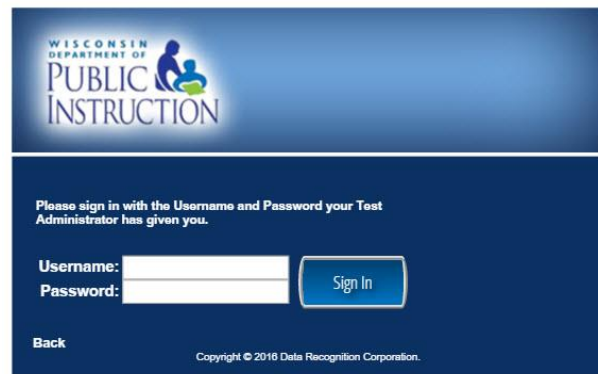 WISCONSIN
DEPARTMENT OF
PUBLIC
INSTRUCTION
Please sign in with the Username and Password your Test
Administrator has given you.
Username:
Password:
Sign In
Back
Copyright © 2016 Data Recognition Corporation.